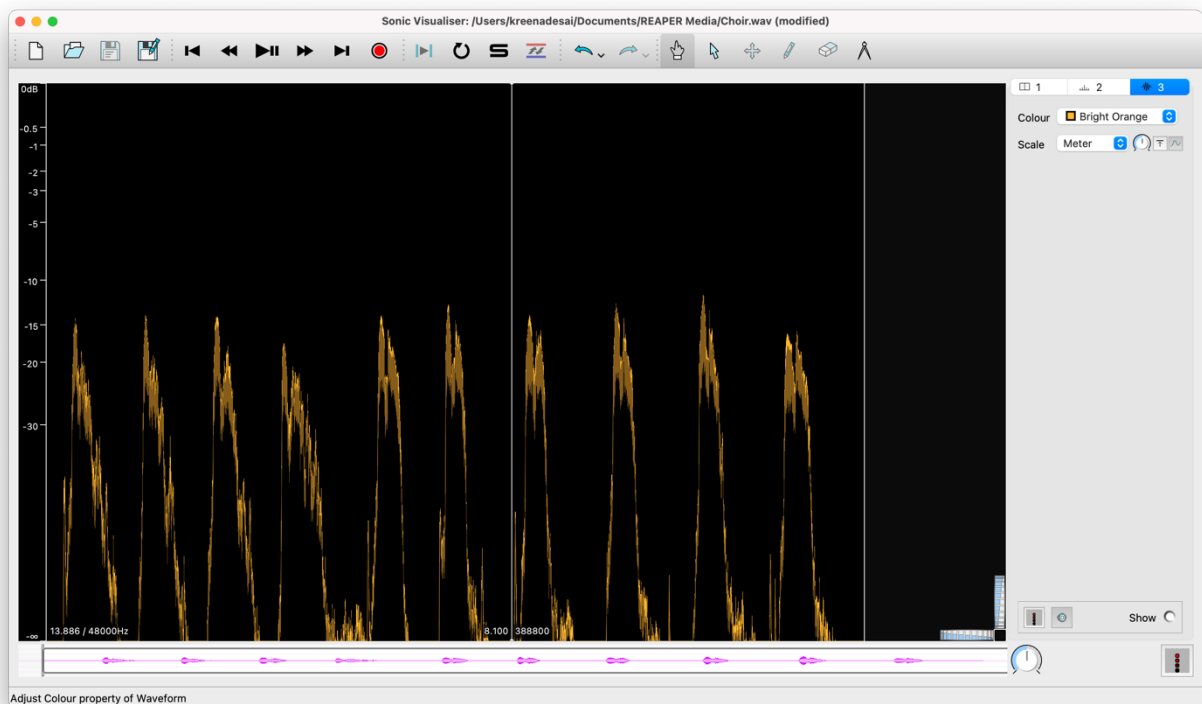 Sonic Visualiser: /Users/kreenadesai/Documents/REAPER Media/Choir.wav (modified)
0dB
-0.5
-1
-2
-3
-5
-10
-15
-20
-30
-∞
13.886 / 48000Hz
8.100 388800
1 2 3
Colour Bright Orange
Scale Meter
Show
Adjust Colour property of Waveform